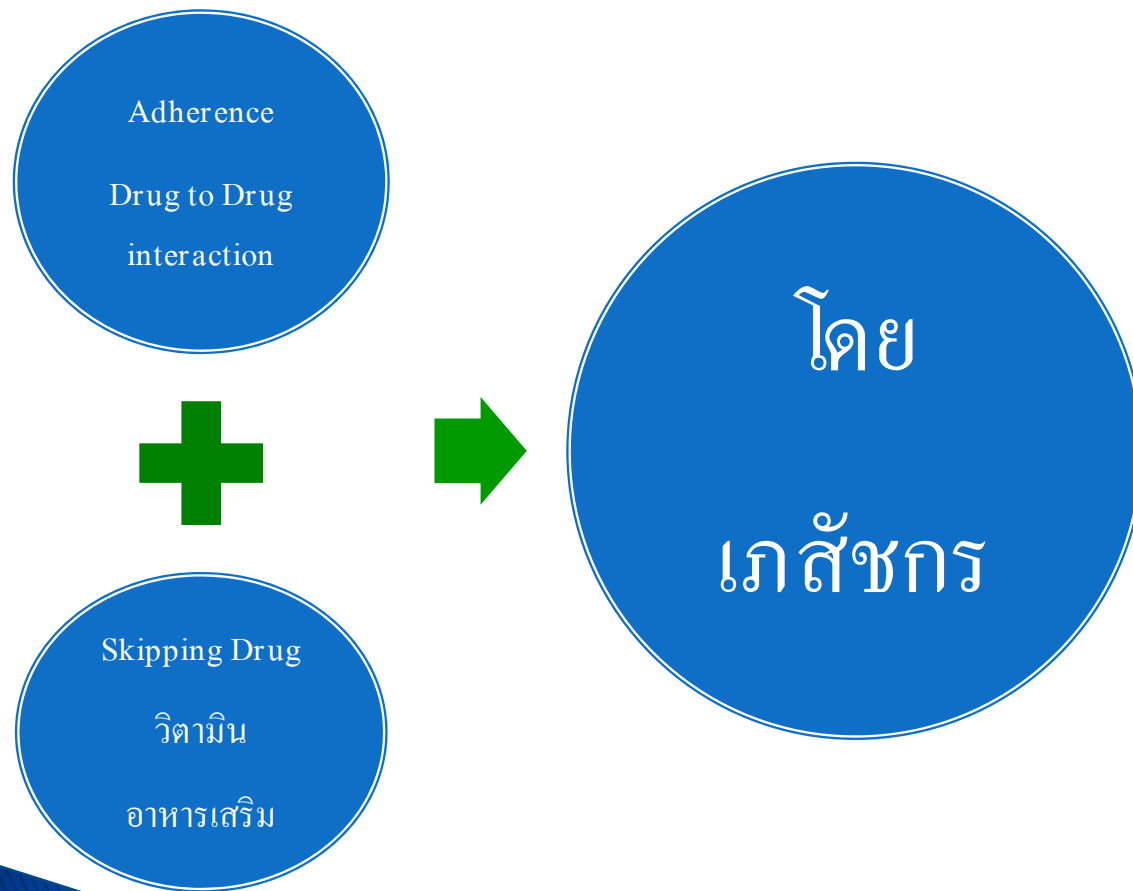 Adherence
Drug to Drug
interaction
Skipping Drug
วิตามิน
อาหารเสริม
โดย
เภสัชกร